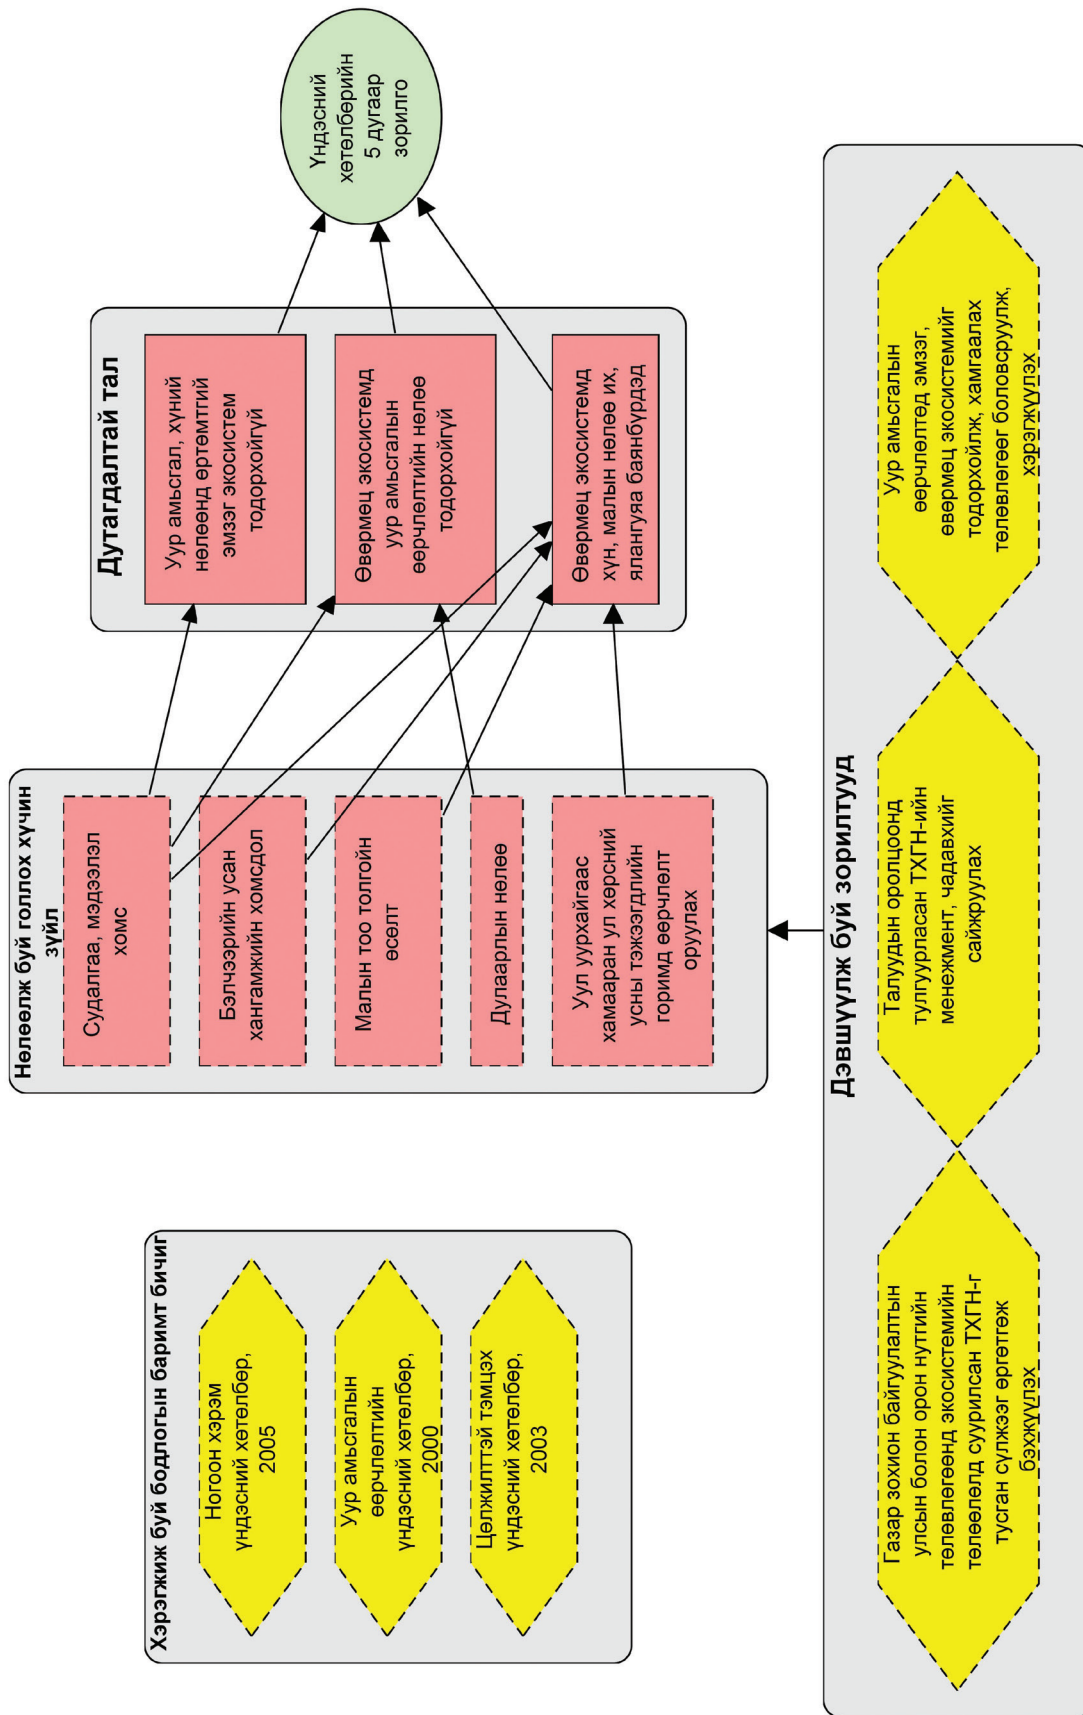 Хэрэгжиж буй бодлогын баримт бичиг
Ногоон хэрэм
үндэсний хөтөлбөр,
2005
Уур амьсгалын
өөрчлөлтийн
үндэсний хөтөлбөр,
2000
Цөлжилттэй тэмцэх
үндэсний хөтөлбөр,
2003
Нөлөөлж буй голлох хүчин
зүйл
Судалгаа, мэдээлэл
хомс
Бэлчээрийн усан
хангамжийн хомсдол
Малын тоо толгойн
өсөлт
Дулаарлын нөлөө
Уул уурхайгаас
хамааран ул хөрсний
усны тэжээгдлийн
горимд өөрчлөлт
оруулах
Дутагдалтай тал
Уур амьсгал, хүний
нөлөөнд өртөмтгий
эмзэг экосистем
тодорхойгүй
Өвөрмөц экосистемд
уур амьсгалын
өөрчлөлтийн нөлөө
тодорхойгүй
Өвөрмөц экосистемд
хүн, малын нөлөө их,
ялангуяа баянбүрдэд
Үндэсний
хөтөлбөрийн
5 дугаар
зорилго
Дэвшүүлж буй зорилтууд
Газар зохион байгуулалтын
улсын болон орон нутгийн
төлөвлөгөөнд экосистемийн
төлөөлөлд суурилсан ТХГН-г
тусган сүлжээг өргөтгөж
бэхжүүлэх
Талуудын оролцоонд
тулгуурласан ТХГН-ийн
менежмент, чадавхийг
сайжруулах
Уур амьсгалын
өөрчлөлтөд эмзэг,
өвөрмөц экосистемийг
тодорхойлж, хамгаалах
төлөвлөгөөг боловсруулж,
хэрэгжүүлэх